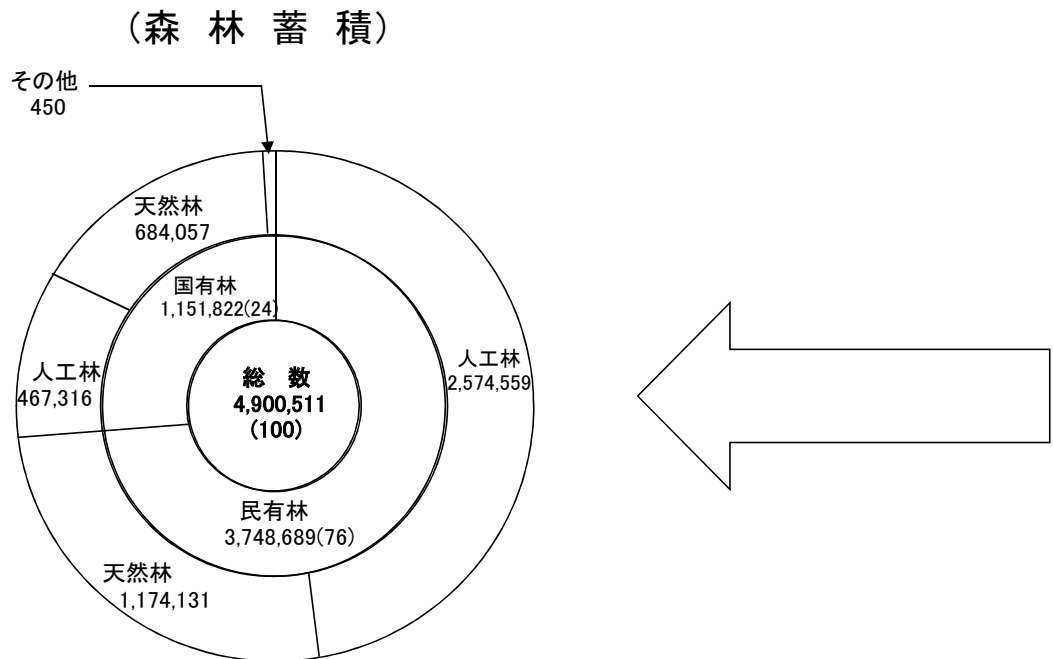 （森 林 蓄 積）
その他
450
天然林
684,057
国有林
1,151,822(24)
人工林
2,574,559
人工林
467,316
総 数
4,900,511
(100)
民有林
3,748,689(76)
天然林
1,174,131